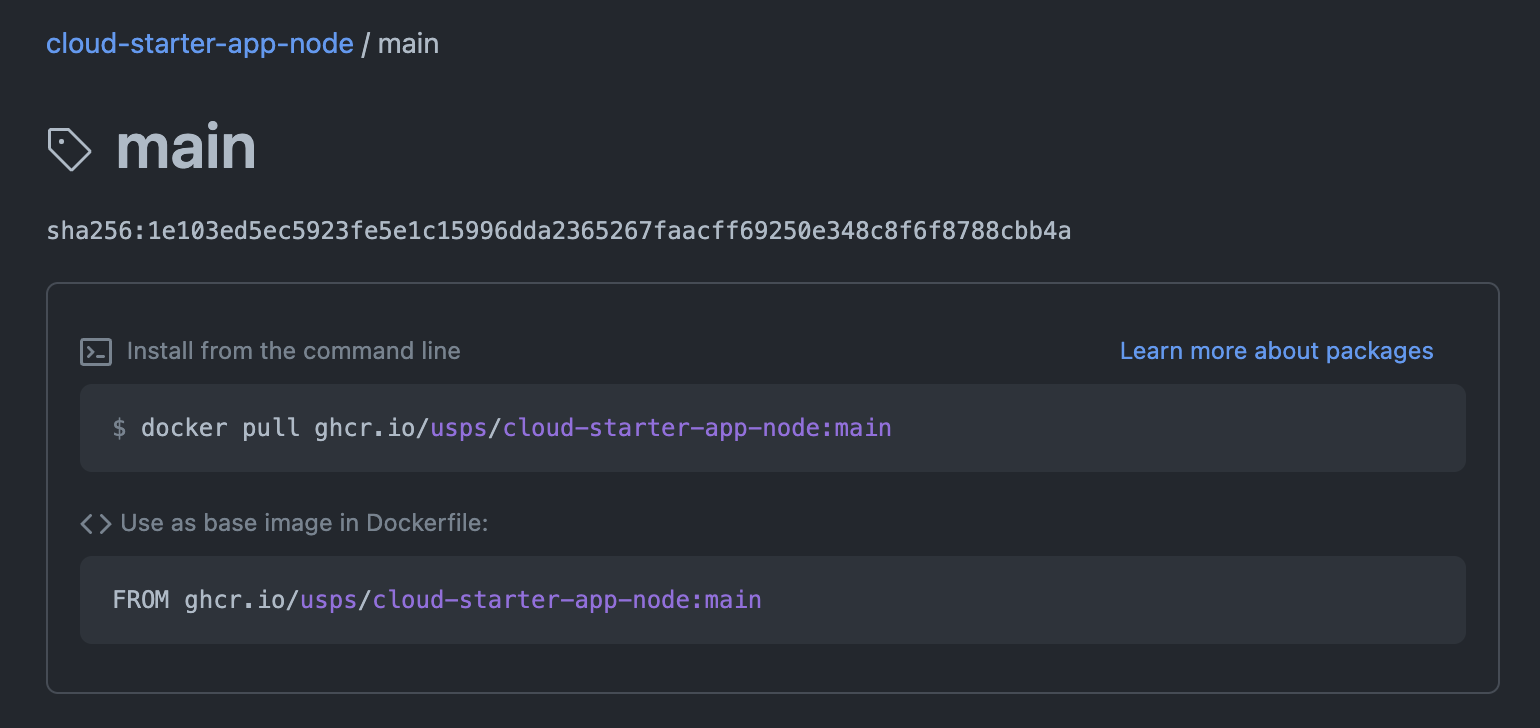 cloud-starter-app-node / main
main
sha256:1e103ed5ec5923fe5e1c15996dda2365267faacff69250e348c8f6f8788cbb4a
Install from the command line
Learn more about packages
$ docker pull ghcr.io/usps/cloud-starter-app-node:main
Use as base image in Dockerfile:
FROM ghcr.io/usps/cloud-starter-app-node:main